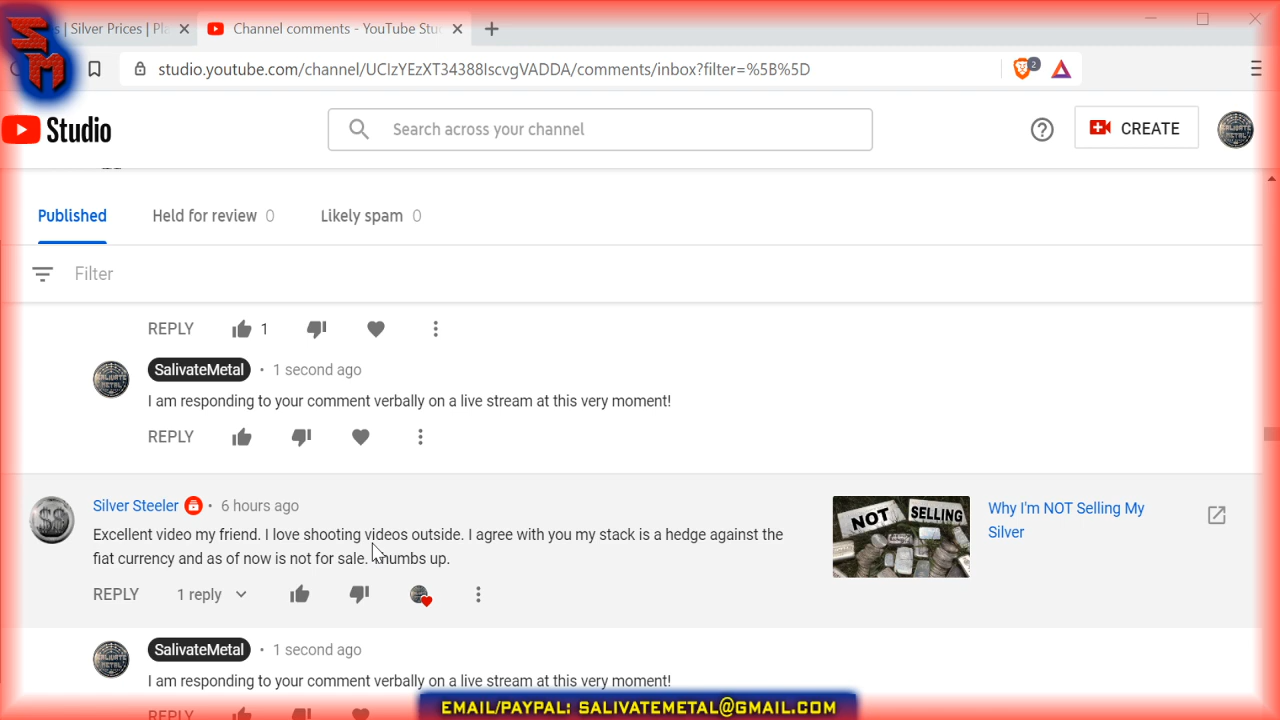 s | Silver Prices | Pla
Channel comments - YouTube Stu
SM
studio.youtube.com/channel/UCIzYEzXT34388IscvgVADDA/comments/inbox?filter=%5B%5D
2
Studio
Search across your channel
CREATE
Published
Held for review 0
Likely spam 0
Filter
REPLY 1
SalivateMetal • 1 second ago
I am responding to your comment verbally on a live stream at this very moment!
REPLY
Silver Steeler • 6 hours ago
Excellent video my friend. I love shooting videos outside. I agree with you my stack is a hedge against the
fiat currency and as of now is not for sale. Thumbs up.
REPLY 1 reply
NOT SELLING
Why I'm NOT Selling My
Silver
SalivateMetal • 1 second ago
I am responding to your comment verbally on a live stream at this very moment!
REPLY
EMAIL/PAYPAL: SALIVATEMETAL@GMAIL.COM